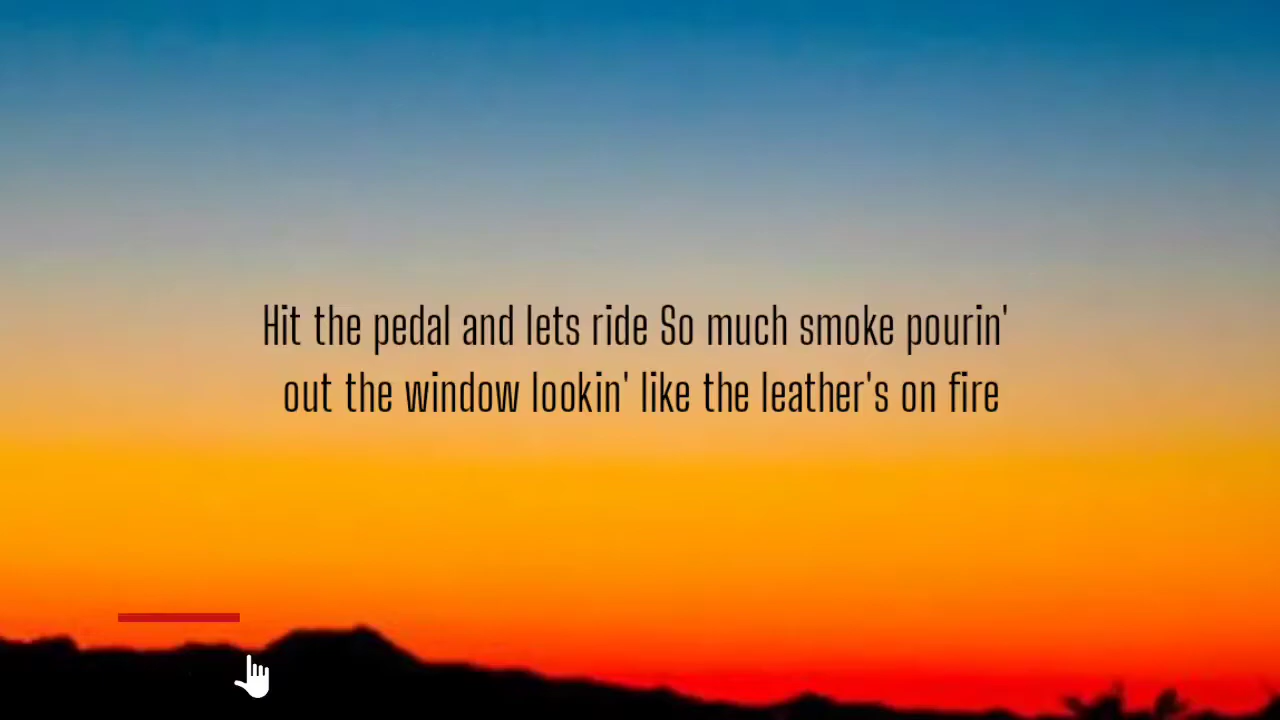 Hit the pedal and lets ride So much smoke pourin'
out the window lookin' like the leather's on fire